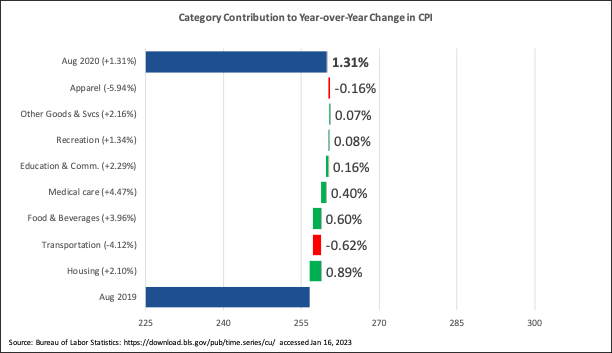 Category Contribution to Year-over-Year Change in CPI
Aug 2020 (+1.31%) 1.31%
Apparel (-5.94%) -0.16%
Other Goods & Svcs (+2.16%) 0.07%
Recreation (+1.34%) 0.08%
Education & Comm. (+2.29%) 0.16%
Medical care (+4.47%) 0.40%
Food & Beverages (+3.96%) 0.60%
Transportation (-4.12%) -0.62%
Housing (+2.10%) 0.89%
Aug 2019
225 240 255 270 285 300
Source: Bureau of Labor Statistics: https://download.bls.gov/pub/time.series/cu/ accessed Jan 16, 2023